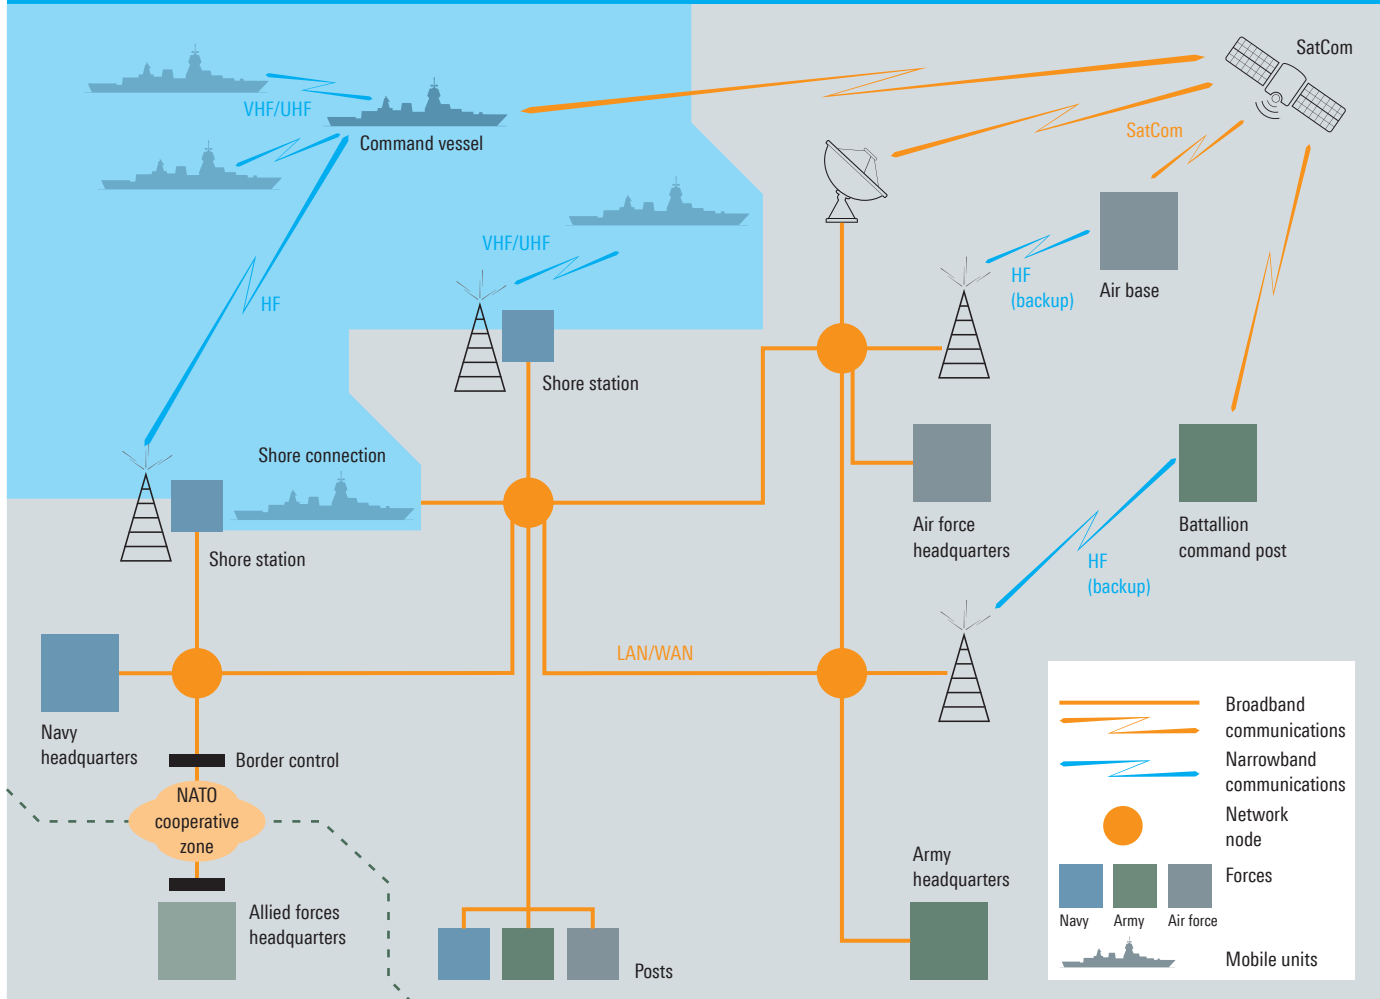 SatCom
VHF/UHF
Command vessel
SatCom
VHF/UHF
HF
(backup)
Air base
HF
Shore station
Shore connection
Air force
headquarters
Battallion
command post
Shore station
HF
(backup)
LAN/WAN
Navy
headquarters
Border control
NATO
cooperative
zone
Allied forces
headquarters
Posts
Army
headquarters
Broadband
communications
Narrowband
communications
Network
node
Forces
Navy
Army
Air force
Mobile units